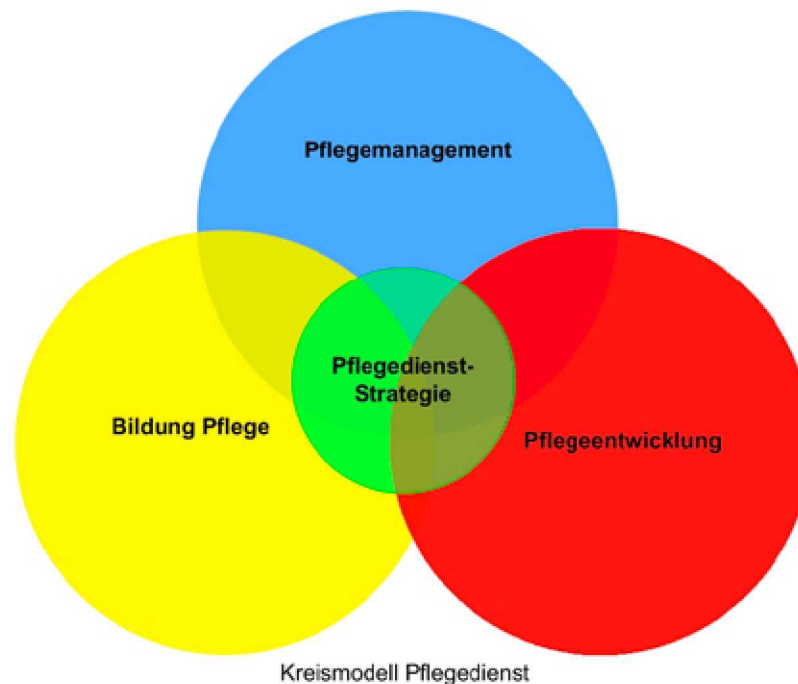 Pflegemanagement
Pflegedienst-
Strategie
Bildung Pflege
Pflegeentwicklung
Kreismodell Pflegedienst